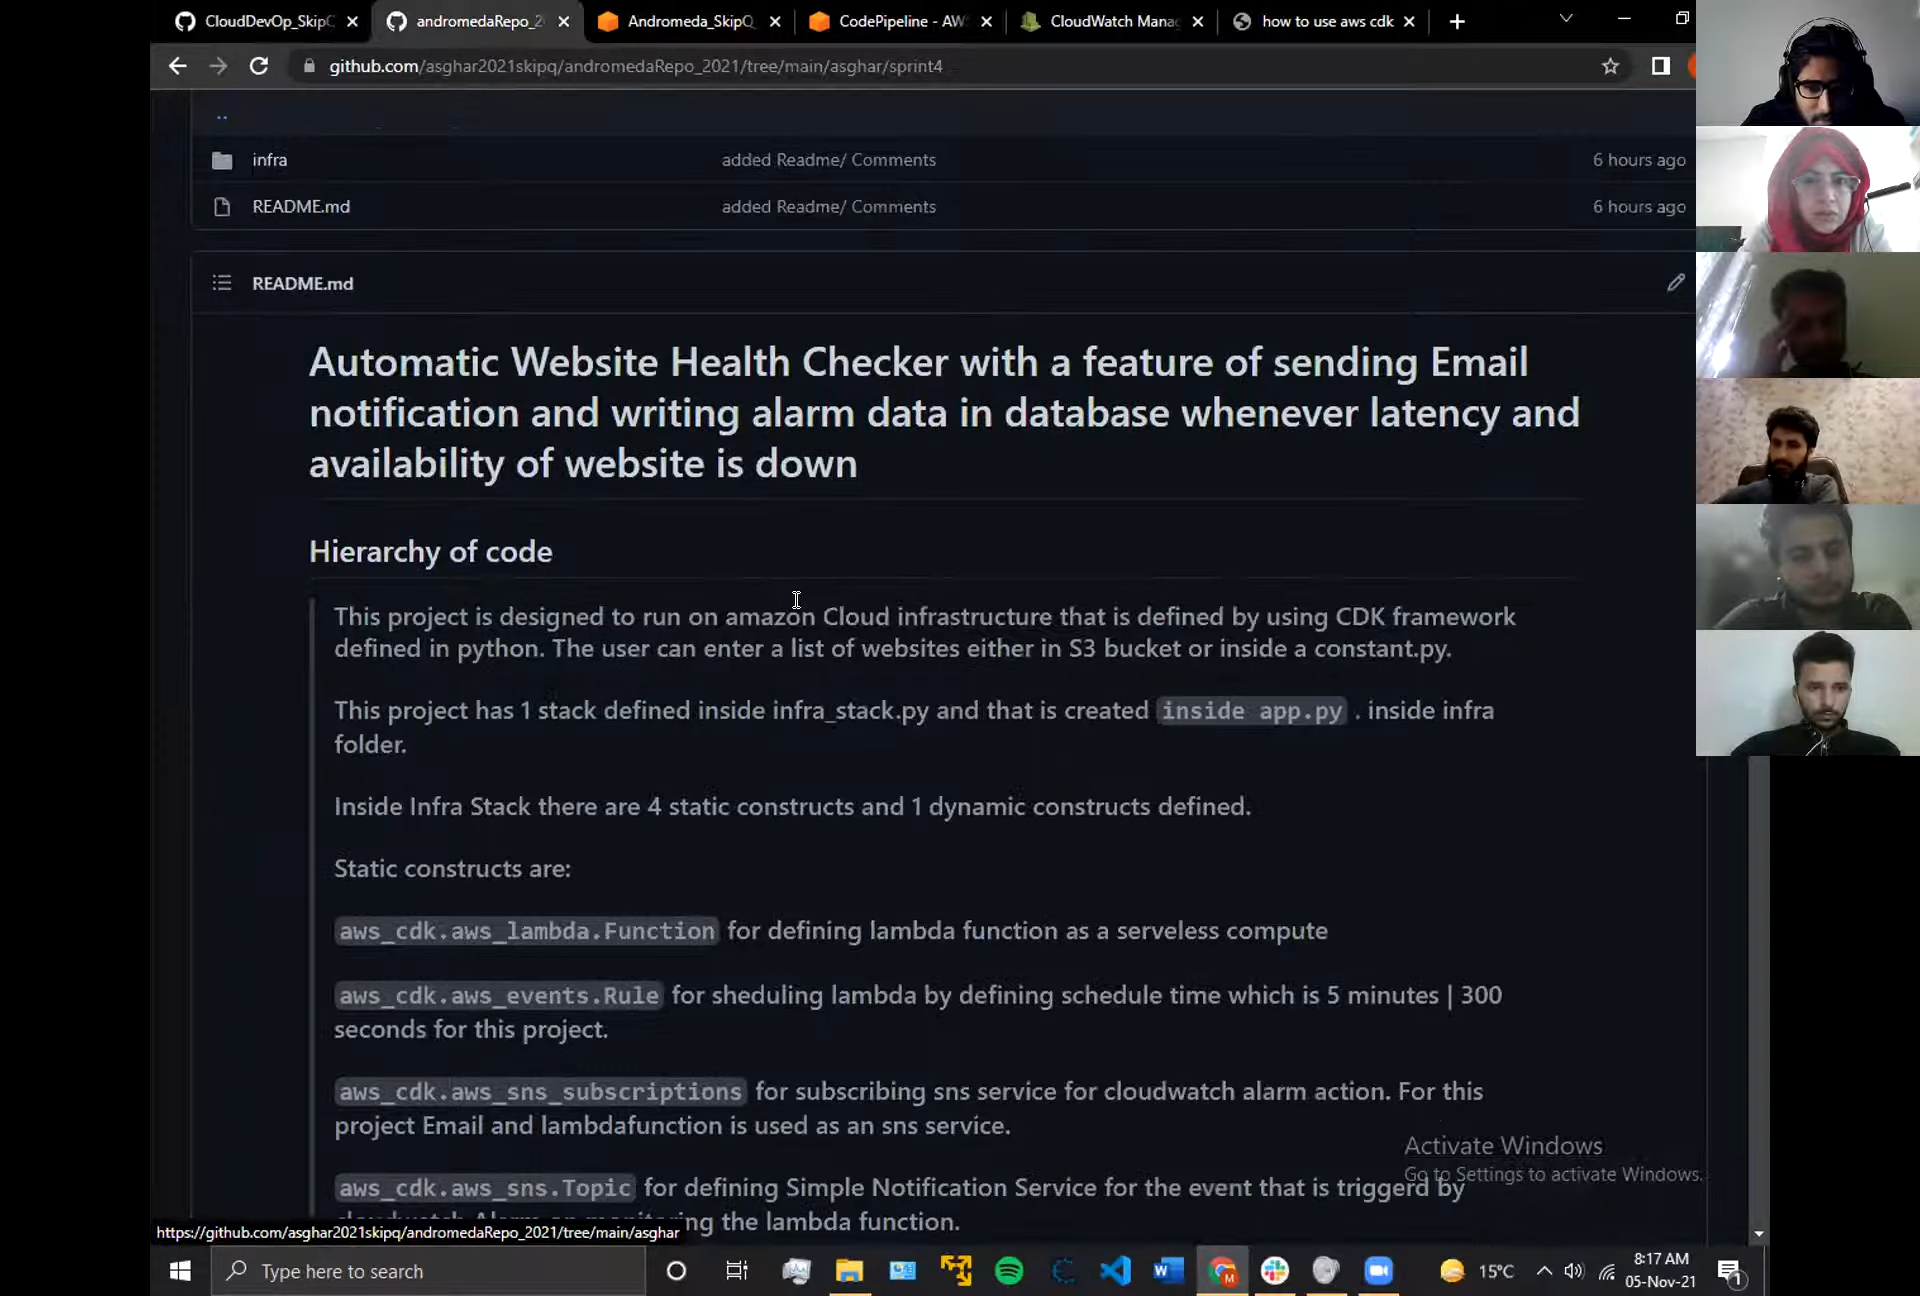 CloudDevOp_SkipC
andromedaRepo_2
Andromeda_SkipQ
CodePipeline - AW
CloudWatch Mana
how to use aws cdk
github.com/asghar2021skipq/andromedaRepo_2021/tree/main/asghar/sprint4
..
infra added Readme/ Comments 6 hours ago
README.md added Readme/ Comments 6 hours ago
README.md
Automatic Website Health Checker with a feature of sending Email
notification and writing alarm data in database whenever latency and
availability of website is down
Hierarchy of code
This project is designed to run on amazon Cloud infrastructure that is defined by using CDK framework
defined in python. The user can enter a list of websites either in S3 bucket or inside a constant.py.
This project has 1 stack defined inside infra_stack.py and that is created inside app.py . inside infra
folder.
Inside Infra Stack there are 4 static constructs and 1 dynamic constructs defined.
Static constructs are:
aws_cdk.aws_lambda.Function for defining lambda function as a serveless compute
aws_cdk.aws_events.Rule for sheduling lambda by defining schedule time which is 5 minutes | 300
seconds for this project.
aws_cdk.aws_sns_subscriptions for subscribing sns service for cloudwatch alarm action. For this
project Email and lambdafunction is used as an sns service.
Activate Windows
Go to Settings to activate Windows.
aws_cdk.aws_sns.Topic for defining Simple Notification Service for the event that is triggerd by
the lambda function.
https://github.com/asghar2021skipq/andromedaRepo_2021/tree/main/asghar
Type here to search
15°C
8:17 AM
05-Nov-21
1